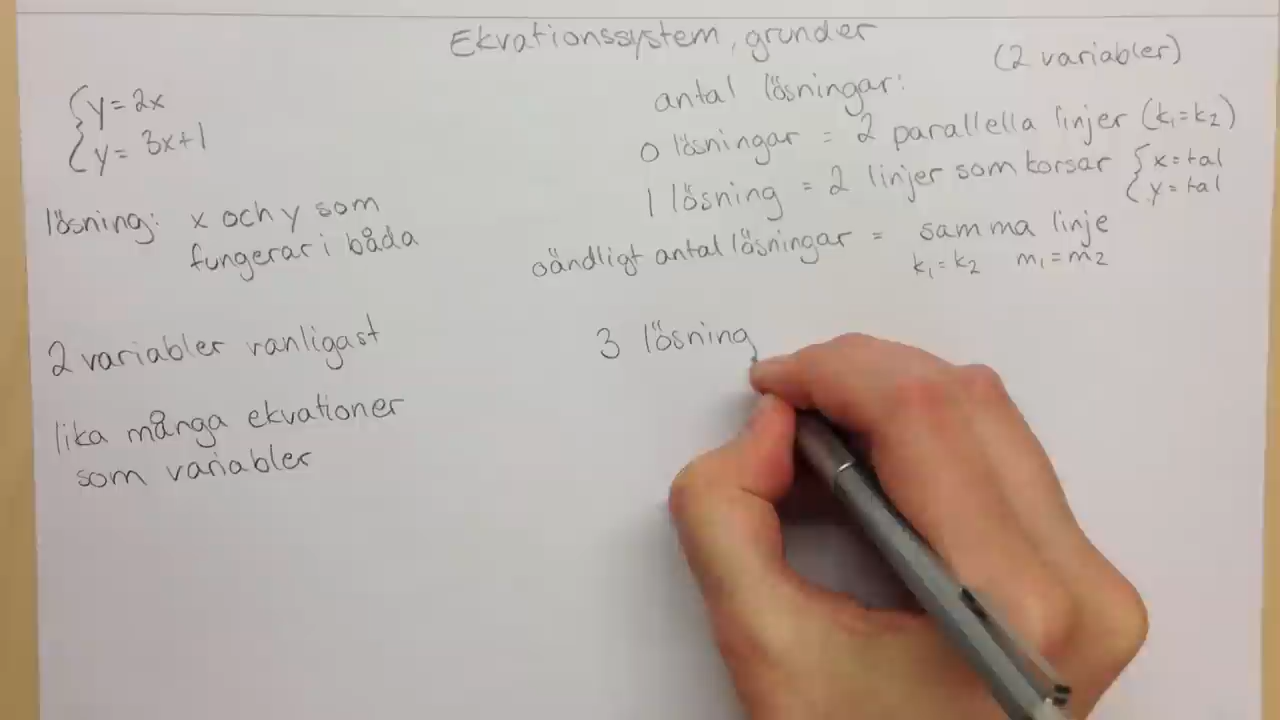 Ekvationssystem, grunder
(2 variabler)
{y=2x
{y= 3x+1
lösning: x och y som
fungerar i båda
2 variabler vanligast
lika många ekvationer
som variabler
antal lösningar:
0 lösningar = 2 parallella linjer (k₁=k₂)
1 lösning = 2 linjer som korsar {x=tal
{y=tal
oändligt antal lösningar = samma linje
k₁=k₂ m₁=m₂
3 lösning